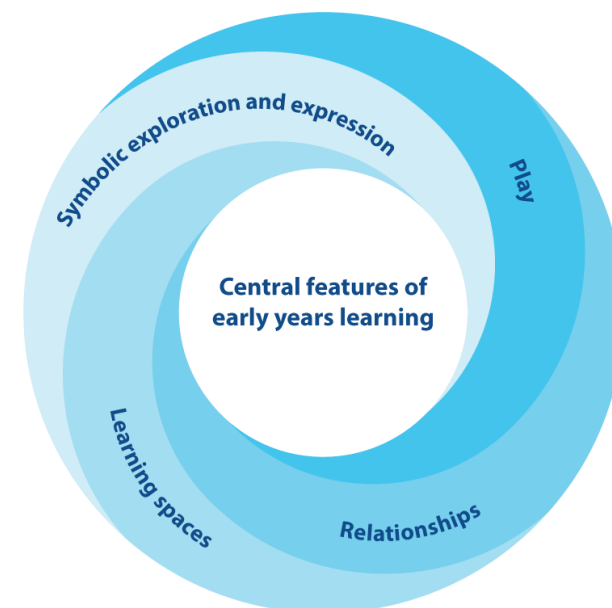 Symbolic exploration and expression
Play
Central features of
early years learning
Learning spaces
Relationships